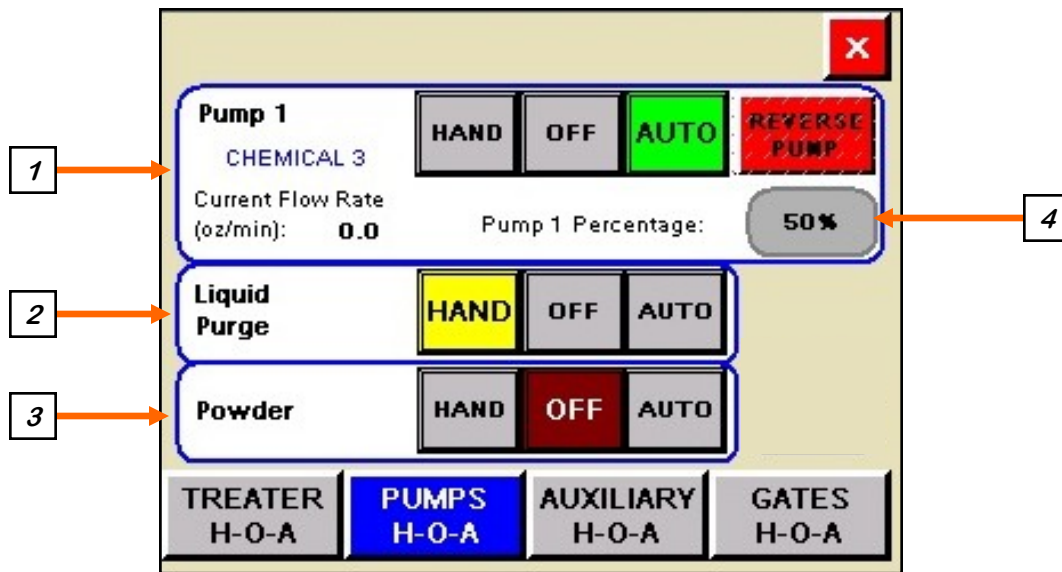 X
Pump 1
HAND OFF AUTO
REVERSE
PUMP
CHEMICAL 3
1
Current Flow Rate
(oz/min): 0.0
Pump 1 Percentage: 50%
4
Liquid
Purge
HAND OFF AUTO
2
Powder HAND OFF AUTO
3
TREATER
H-O-A
PUMPS
H-O-A
AUXILIARY
H-O-A
GATES
H-O-A